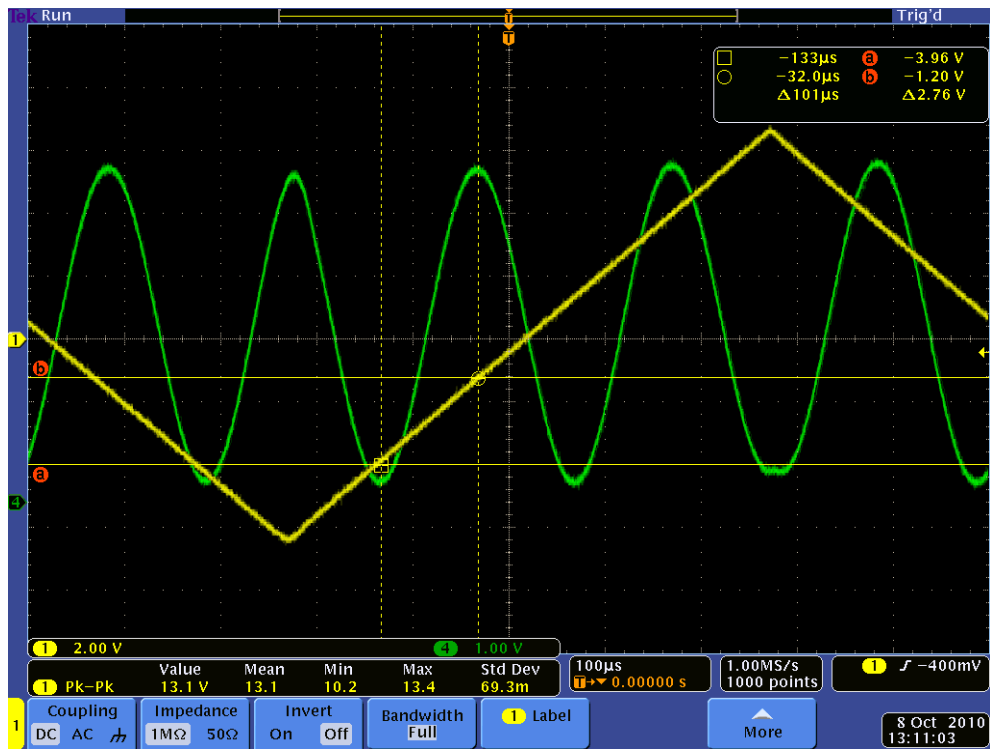 Tek Run Trig'd
T
T
−133µs a −3.96 V
−32.0µs b −1.20 V
Δ101µs Δ2.76 V
1
b
a
4
1 2.00 V 4 1.00 V
Value Mean Min Max Std Dev
1 Pk–Pk 13.1 V 13.1 10.2 13.4 69.3m
100µs
T→▾ 0.00000 s
1.00MS/s
1000 points
1 ƒ −400mV
1
Coupling
DC AC
Impedance
1MΩ 50Ω
Invert
On Off
Bandwidth
Full
1 Label
More
8 Oct 2010
13:11:03